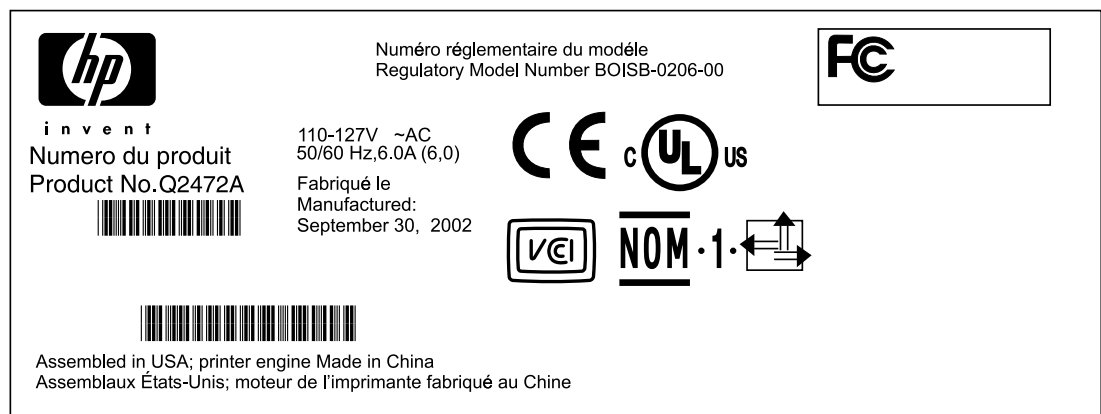 hp
invent
Numero du produit
Product No.Q2472A
Numéro réglementaire du modéle
Regulatory Model Number BOISB-0206-00
110-127V ~AC
50/60 Hz,6.0A (6,0)
Fabriqué le
Manufactured:
September 30, 2002
FC
CE
C UL US
VCI
NOM·1·
Assembled in USA; printer engine Made in China
Assemblaux États-Unis; moteur de l'imprimante fabriqué au Chine